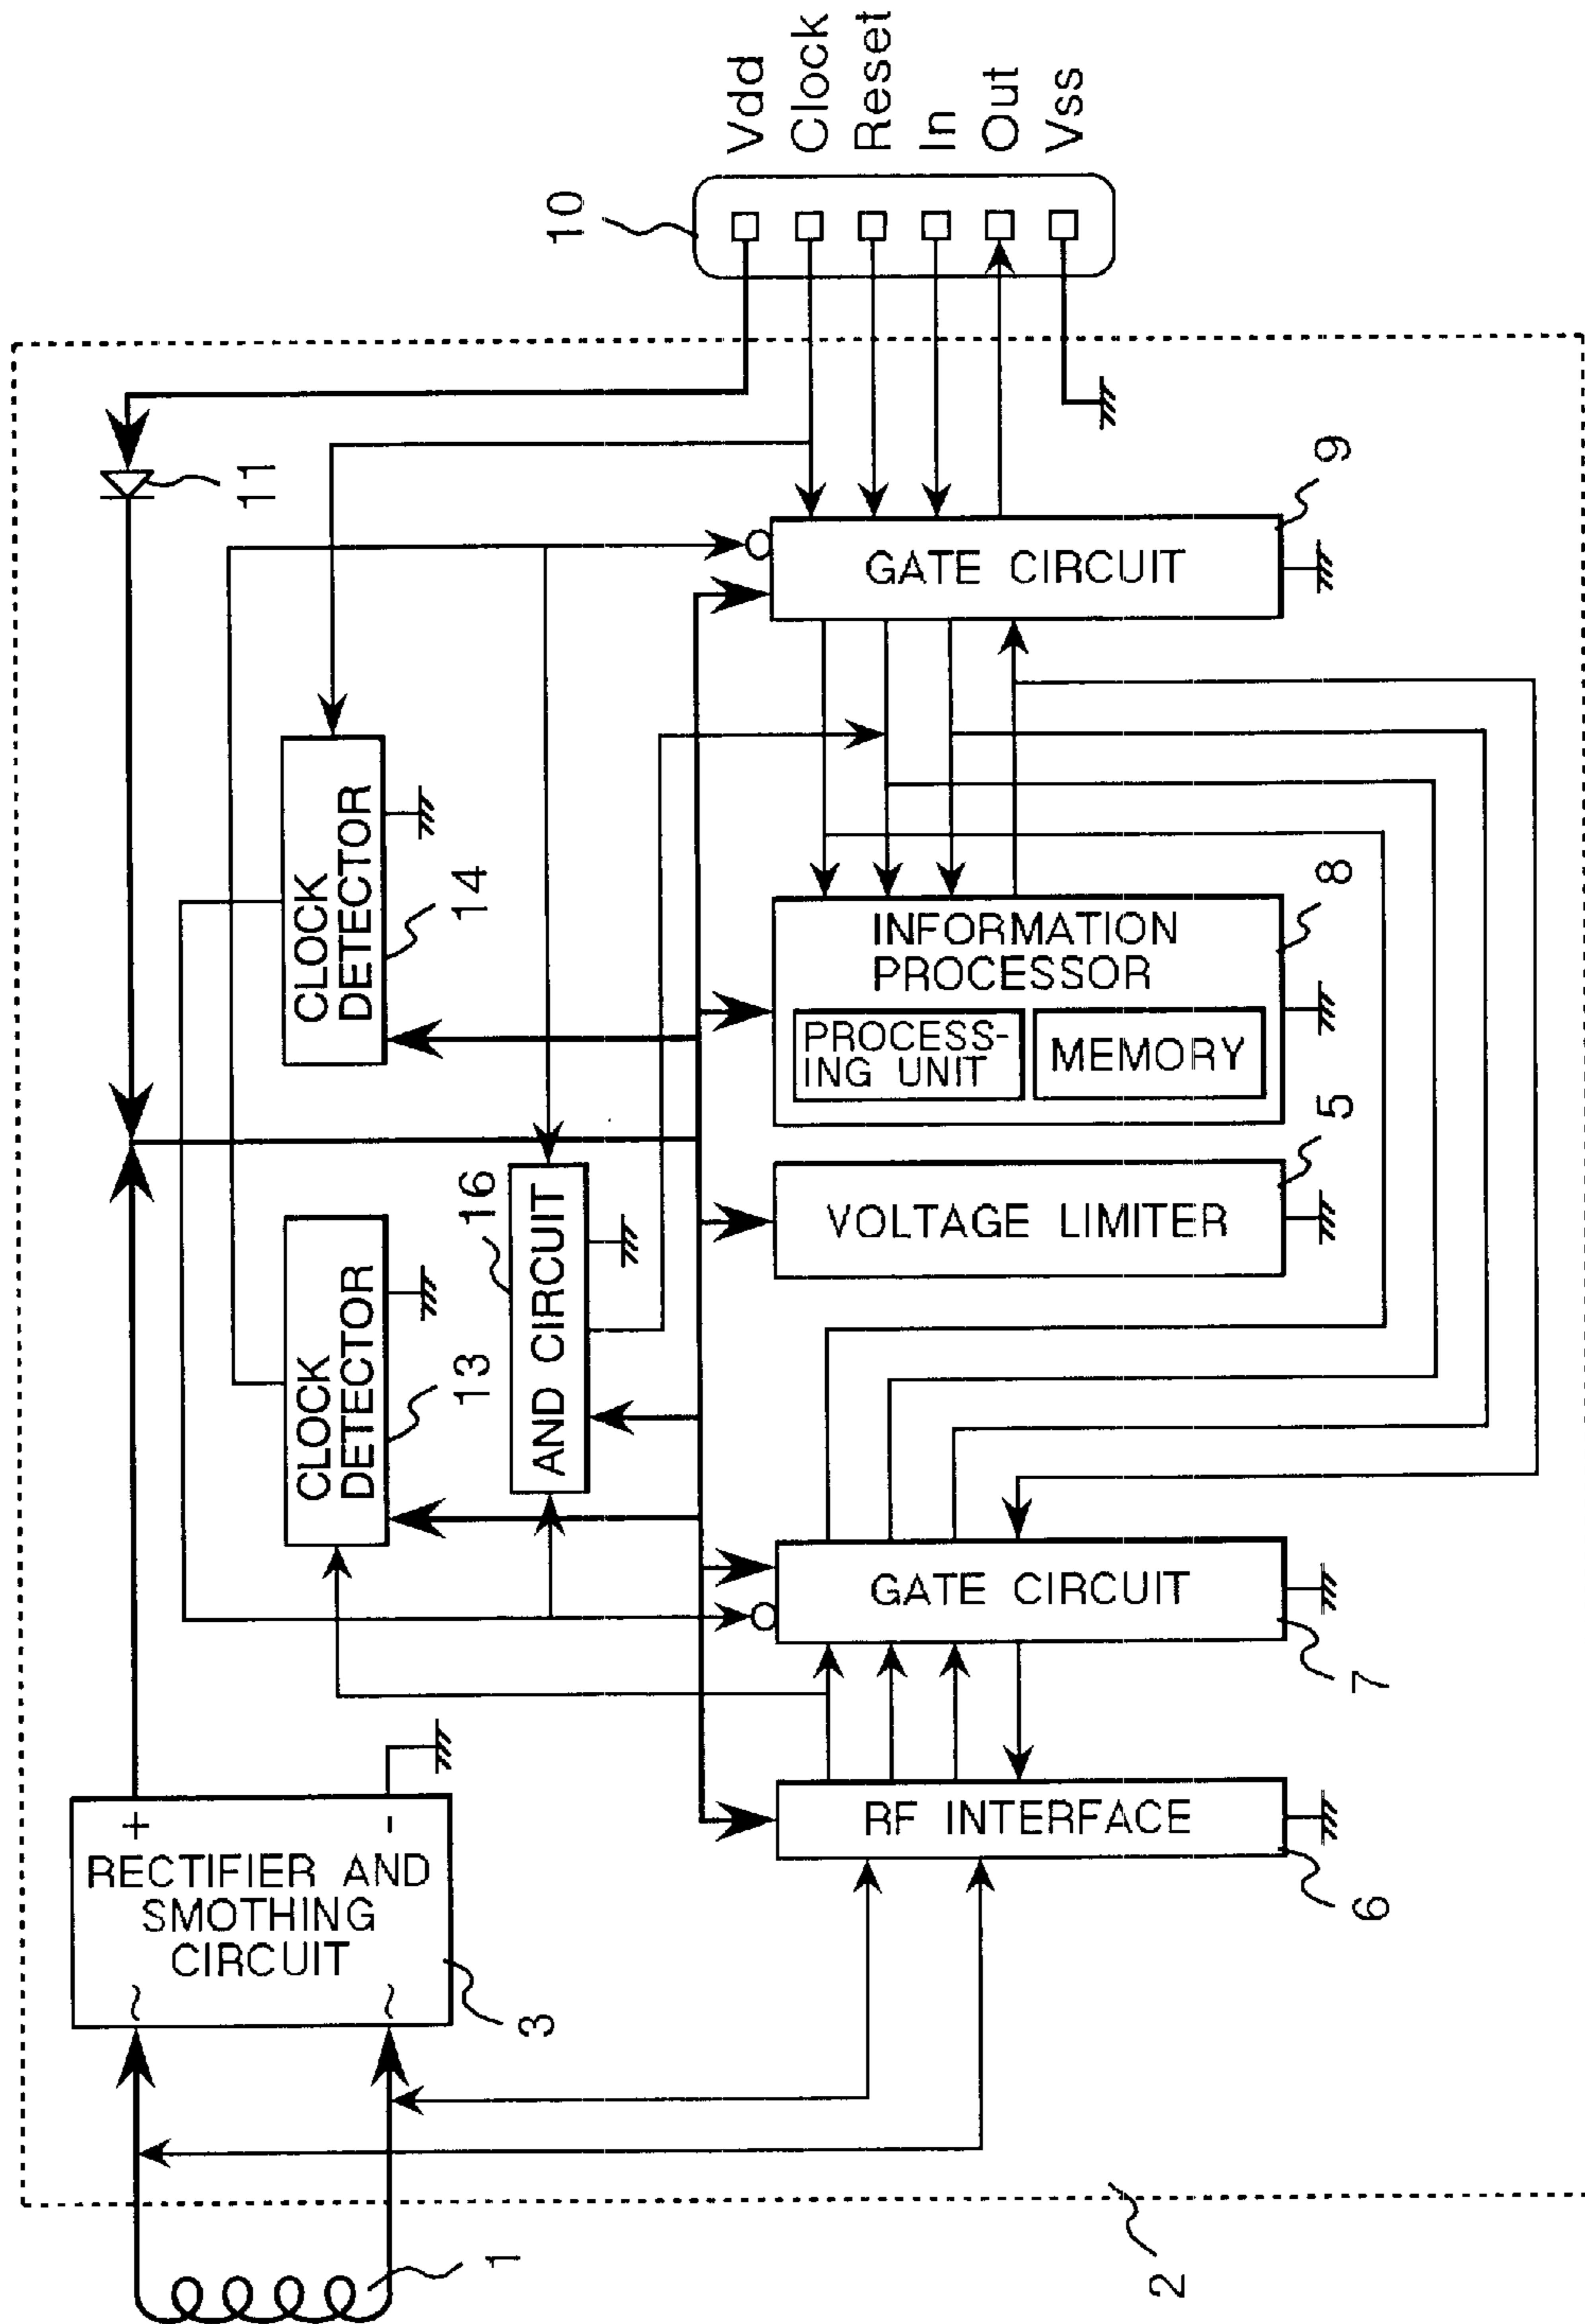 1
2
RECTIFIER AND
SMOTHING
CIRCUIT
+
-
~
~
3
11
CLOCK
DETECTOR
13
CLOCK
DETECTOR
14
AND CIRCUIT
16
RF INTERFACE
6
GATE CIRCUIT
7
VOLTAGE LIMITER
5
INFORMATION
PROCESSOR
PROCESS-
ING UNIT
MEMORY
8
GATE CIRCUIT
9
10
Vdd
Clock
Reset
In
Out
Vss